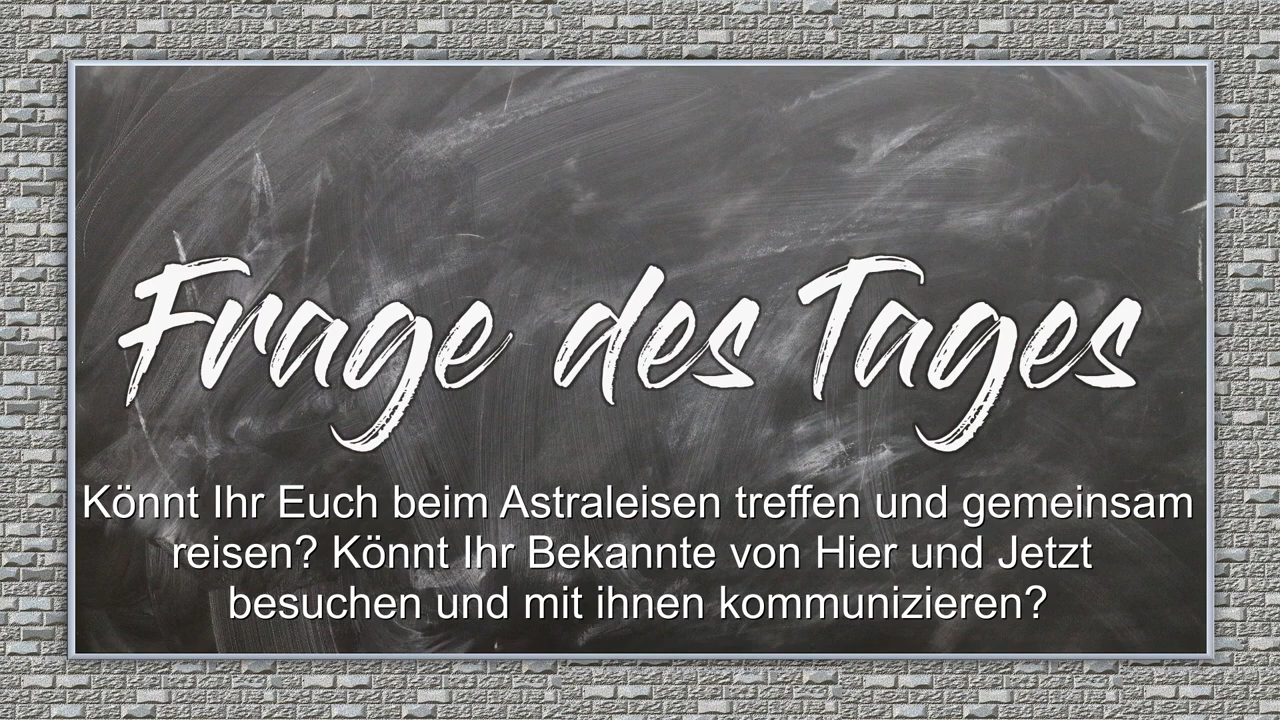 Frage des Tages
Könnt Ihr Euch beim Astraleisen treffen und gemeinsam
reisen? Könnt Ihr Bekannte von Hier und Jetzt
besuchen und mit ihnen kommunizieren?